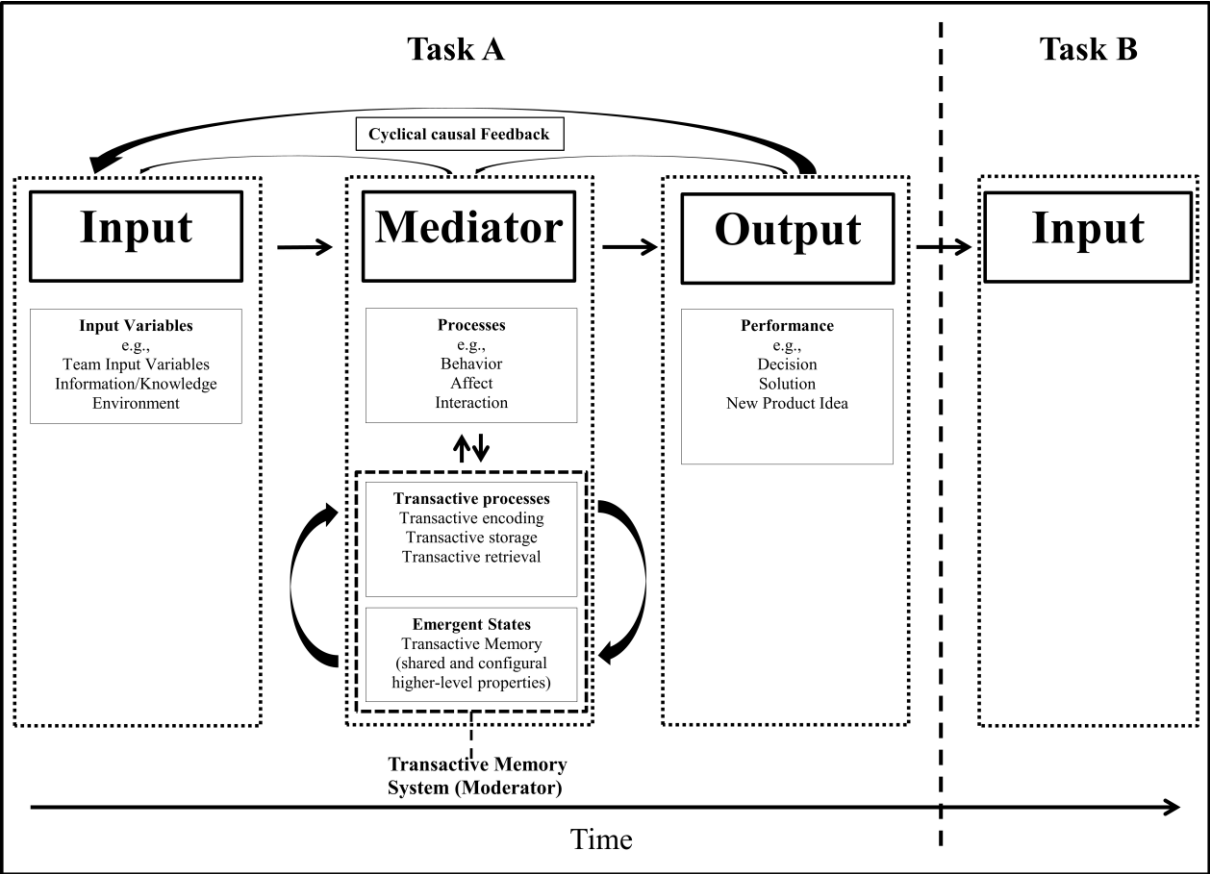 Task A
Task B
Cyclical causal Feedback
Input
Mediator
Output
Input
Input Variables
e.g.,
Team Input Variables
Information/Knowledge
Environment
Processes
e.g.,
Behavior
Affect
Interaction
Performance
e.g.,
Decision
Solution
New Product Idea
Transactive processes
Transactive encoding
Transactive storage
Transactive retrieval
Emergent States
Transactive Memory
(shared and configural
higher-level properties)
Transactive Memory
System (Moderator)
Time